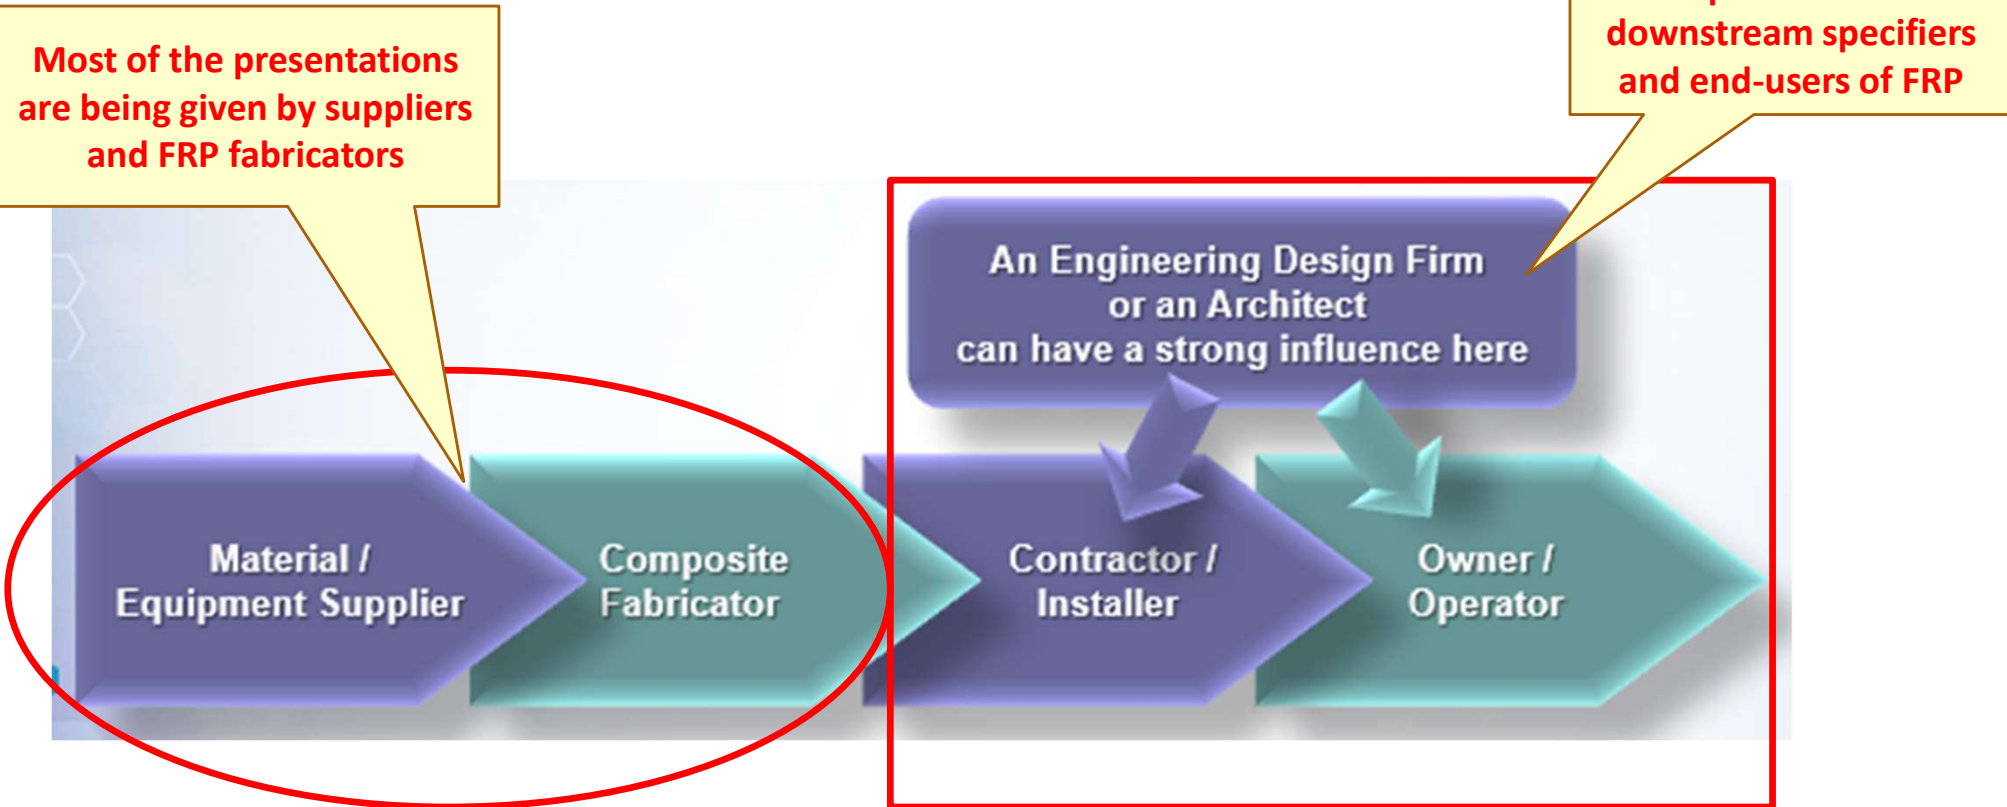 Most of the presentations
are being given by suppliers
and FRP fabricators
downstream specifiers
and end-users of FRP
An Engineering Design Firm
or an Architect
can have a strong influence here
Material /
Equipment Supplier
Composite
Fabricator
Contractor /
Installer
Owner /
Operator